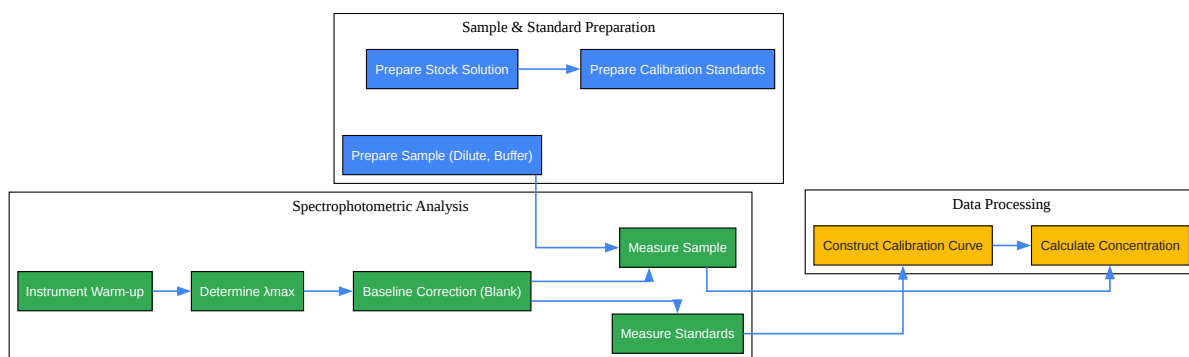 Sample & Standard Preparation
Prepare Stock Solution
Prepare Calibration Standards
Prepare Sample (Dilute, Buffer)
Spectrophotometric Analysis
Data Processing
Measure Sample
Construct Calibration Curve
Calculate Concentration
Instrument Warm-up
Determine λmax
Baseline Correction (Blank)
Measure Standards